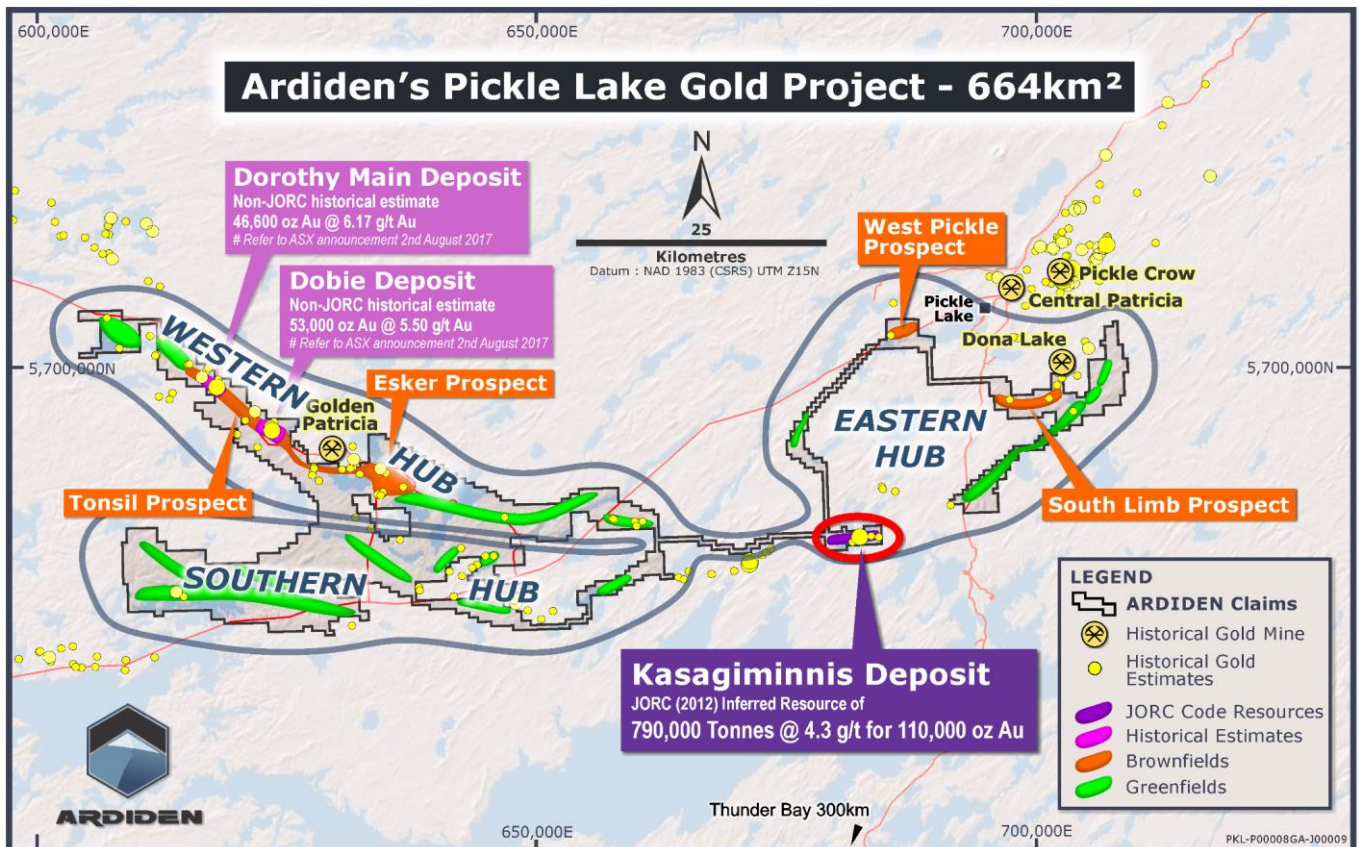 600,000E
650,000E
700,000E
Ardiden's Pickle Lake Gold Project - 664km²
N
25
Kilometres
Datum : NAD 1983 (CSRS) UTM Z15N
Dorothy Main Deposit
Non-JORC historical estimate
46,600 oz Au @ 6.17 g/t Au
# Refer to ASX announcement 2nd August 2017
Dobie Deposit
Non-JORC historical estimate
53,000 oz Au @ 5.50 g/t Au
# Refer to ASX announcement 2nd August 2017
West Pickle
Prospect
Pickle Crow
Central Patricia
Pickle
Lake
Dona Lake
5,700,000N
5,700,000N
WESTERN
HUB
Esker Prospect
Golden
Patricia
Tonsil Prospect
EASTERN
HUB
South Limb Prospect
SOUTHERN
HUB
Kasagiminnis Deposit
JORC (2012) Inferred Resource of
790,000 Tonnes @ 4.3 g/t for 110,000 oz Au
LEGEND
ARDIDEN Claims
Historical Gold Mine
Historical Gold
Estimates
JORC Code Resources
Historical Estimates
Brownfields
Greenfields
ARDIDEN
Thunder Bay 300km
650,000E
700,000E
PKL-P00008GA-J00009